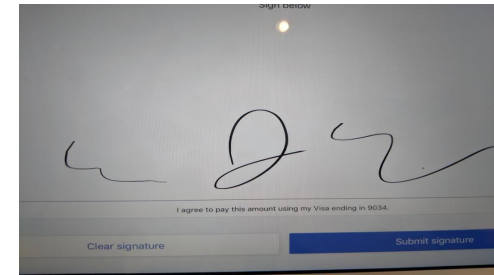 Sign below
I agree to pay this amount using my Visa ending in 9034.
Clear signature
Submit signature